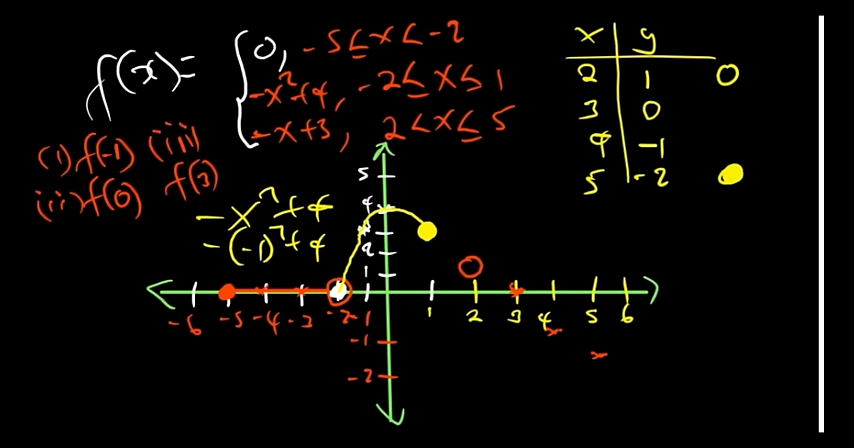 f(x)= { 0, -5≤x<-2
-x²+4, -2≤x≤1
-x+3, 2<x≤5
(i) f(-1) (iii) f(3)
(ii) f(0)
-x²+4
-(-1)²+4
x | y
2 | 1
3 | 0
4 | -1
5 | -2
5
4
2
1
-6 -5 -4 -3 -2 -1 1 2 3 4 5 6
-1
-2